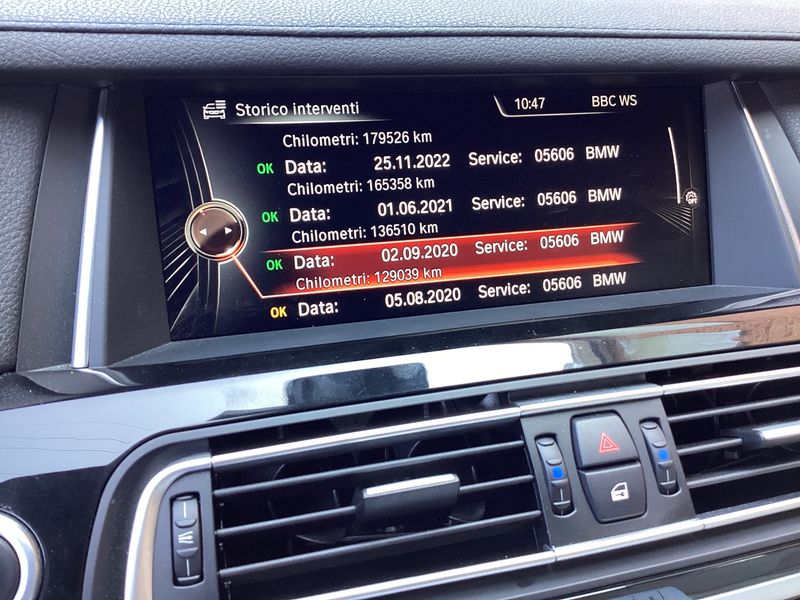 Storico interventi
10:47 BBC WS
Chilometri: 179526 km
OK Data: 25.11.2022 Service: 05606 BMW
Chilometri: 165358 km
OK Data: 01.06.2021 Service: 05606 BMW
Chilometri: 136510 km
OK Data: 02.09.2020 Service: 05606 BMW
Chilometri: 129039 km
OK Data: 05.08.2020 Service: 05606 BMW
OFF